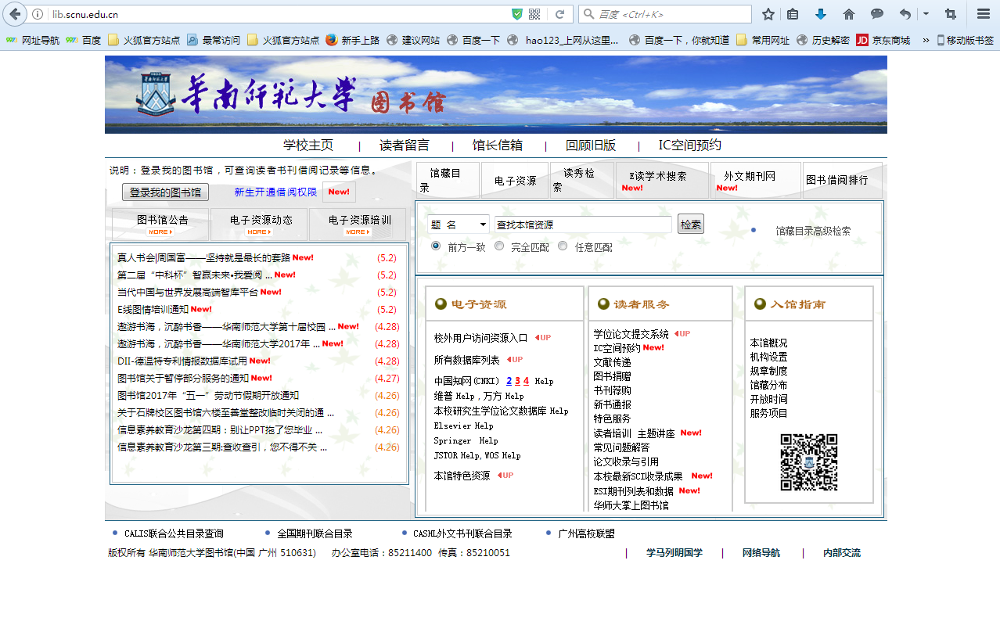 lib.scnu.edu.cn
百度 <Ctrl+K>
网址导航 百度 火狐官方站点 最常访问 火狐官方站点 新手上路 建议网站 百度一下 hao123_上网从这里... 百度一下，你就知道 常用网址 历史解密 京东商城 » 移动版书签
华南师范大学 图书馆
学校主页 | 读者留言 | 馆长信箱 | 回顾旧版 | IC空间预约
说明：登录我的图书馆，可查询读者书刊借阅记录等信息。
登录我的图书馆 新生开通借阅权限 New!
图书馆公告 电子资源动态 电子资源培训
MORE MORE MORE
真人书会|周国富——坚持就是最长的套路 New! (5.2)
第二届“中科杯”智赢未来•我爱阅 ... New! (5.2)
当代中国与世界发展高端智库平台 New! (5.2)
E线图情培训通知 New! (5.2)
遨游书海，沉醉书香——华南师范大学第十届校园 ... New! (4.28)
遨游书海，沉醉书香——华南师范大学2017年 ... New! (4.28)
DII-德温特专利情报数据库试用 New! (4.28)
图书馆关于暂停部分服务的通知 New! (4.27)
图书馆2017年“五一”劳动节假期开放通知 (4.26)
关于石牌校区图书馆六楼至善堂整改临时关闭的通 ... (4.26)
信息素养教育沙龙第四期：别让PPT拖了您毕业 ... (4.26)
信息素养教育沙龙第三期:查收查引，您不得不关 ... (4.26)
馆藏目录 电子资源 读秀检索 E读学术搜索 New! 外文期刊网 New! 图书借阅排行
题 名 查找本馆资源 检索 馆藏目录高级检索
前方一致 完全匹配 任意匹配
电子资源
校外用户访问资源入口 UP
所有数据库列表 UP
中国知网(CNKI) 2 3 4 Help
维普 Help，万方 Help
本校研究生学位论文数据库 Help
Elsevier Help
Springer Help
JSTOR Help, WOS Help
本馆特色资源 UP
读者服务
学位论文提交系统 UP
IC空间预约 New!
文献传递
图书捐赠
书刊荐购
新书通报
特色服务
读者培训 主题讲座 New!
常见问题解答
论文收录与引用
本校最新SCI收录成果 New!
ESI期刊列表和数据 New!
华师大掌上图书馆
入馆指南
本馆概况
机构设置
规章制度
馆藏分布
开放时间
服务项目
CALIS联合公共目录查询 全国期刊联合目录 CASHL外文书刊联合目录 广州高校联盟
版权所有 华南师范大学图书馆(中国 广州 510631) 办公室电话：85211400 传真：85210051 | 学马列明国学 | 网络导航 | 内部交流